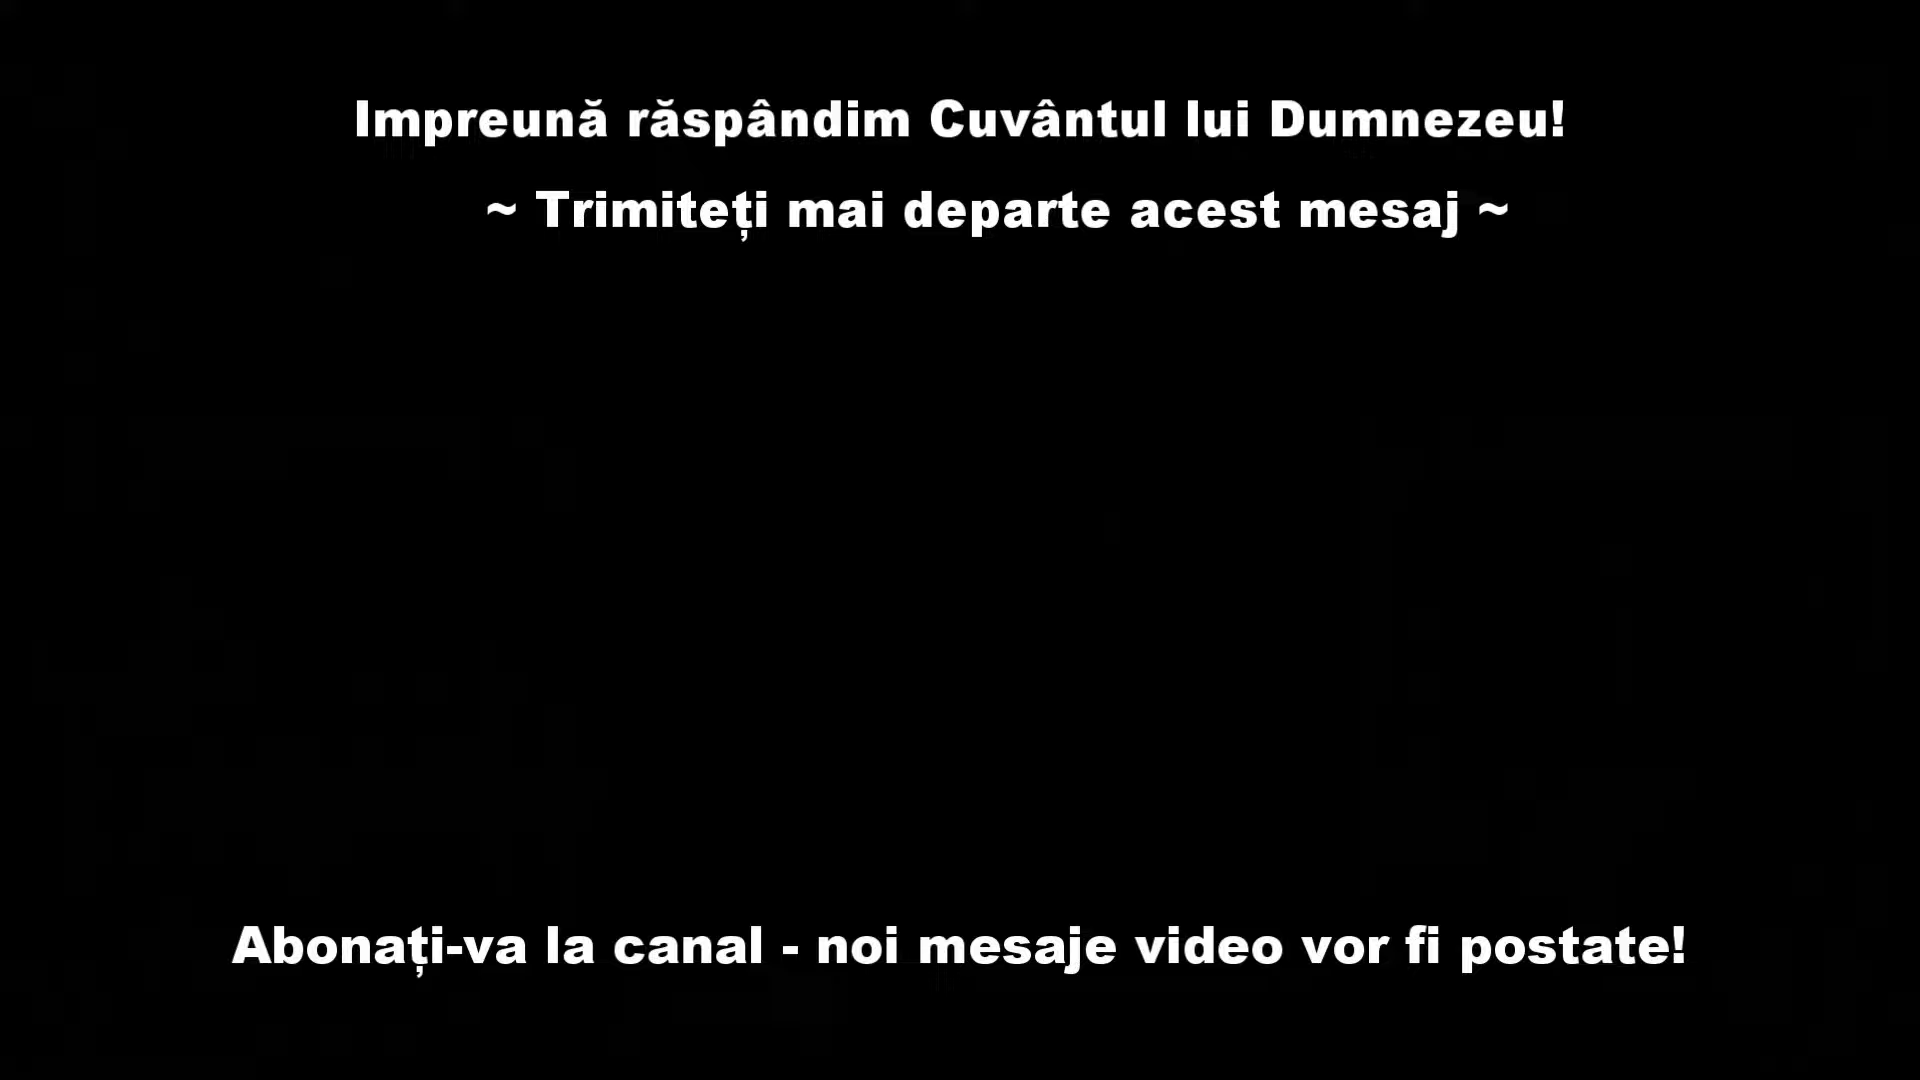 Impreună răspândim Cuvântul lui Dumnezeu!
~ Trimiteți mai departe acest mesaj ~
Abonați-va la canal - noi mesaje video vor fi postate!